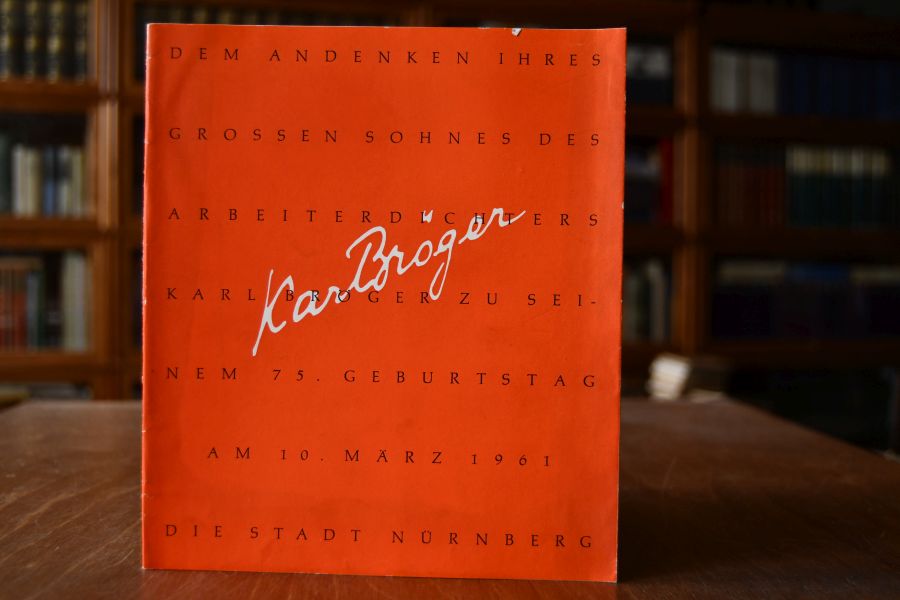 DEM ANDENKEN IHRES
GROSSEN SOHNES DES
ARBEITERDICHTERS
Karl Bröger
KARL BRÖGER ZU SEI-
NEM 75. GEBURTSTAG
AM 10. MÄRZ 1961
DIE STADT NÜRNBERG